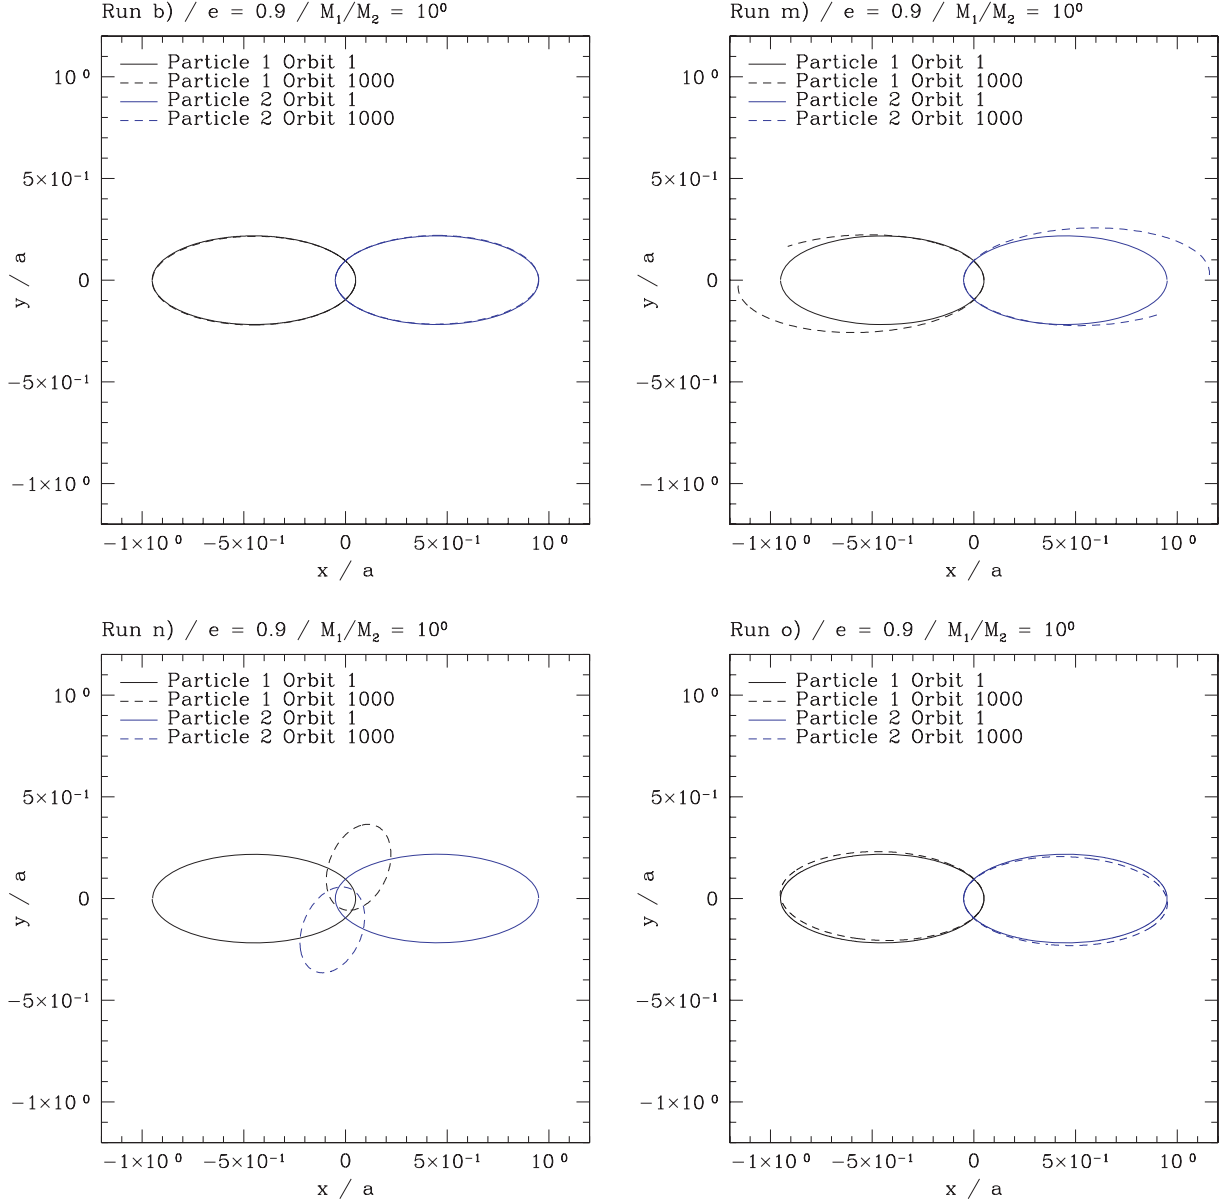 Run b) / e = 0.9 / M₁/M₂ = 10⁰
Particle 1 Orbit 1
Particle 1 Orbit 1000
Particle 2 Orbit 1
Particle 2 Orbit 1000
10⁰
5×10⁻¹
0
−5×10⁻¹
−1×10⁰
y / a
−1×10⁰ −5×10⁻¹ 0 5×10⁻¹ 10⁰
x / a
Run m) / e = 0.9 / M₁/M₂ = 10⁰
Particle 1 Orbit 1
Particle 1 Orbit 1000
Particle 2 Orbit 1
Particle 2 Orbit 1000
10⁰
5×10⁻¹
0
−5×10⁻¹
−1×10⁰
y / a
−1×10⁰ −5×10⁻¹ 0 5×10⁻¹ 10⁰
x / a
Run n) / e = 0.9 / M₁/M₂ = 10⁰
Particle 1 Orbit 1
Particle 1 Orbit 1000
Particle 2 Orbit 1
Particle 2 Orbit 1000
10⁰
5×10⁻¹
0
−5×10⁻¹
−1×10⁰
y / a
−1×10⁰ −5×10⁻¹ 0 5×10⁻¹ 10⁰
x / a
Run o) / e = 0.9 / M₁/M₂ = 10⁰
Particle 1 Orbit 1
Particle 1 Orbit 1000
Particle 2 Orbit 1
Particle 2 Orbit 1000
10⁰
5×10⁻¹
0
−5×10⁻¹
−1×10⁰
y / a
−1×10⁰ −5×10⁻¹ 0 5×10⁻¹ 10⁰
x / a